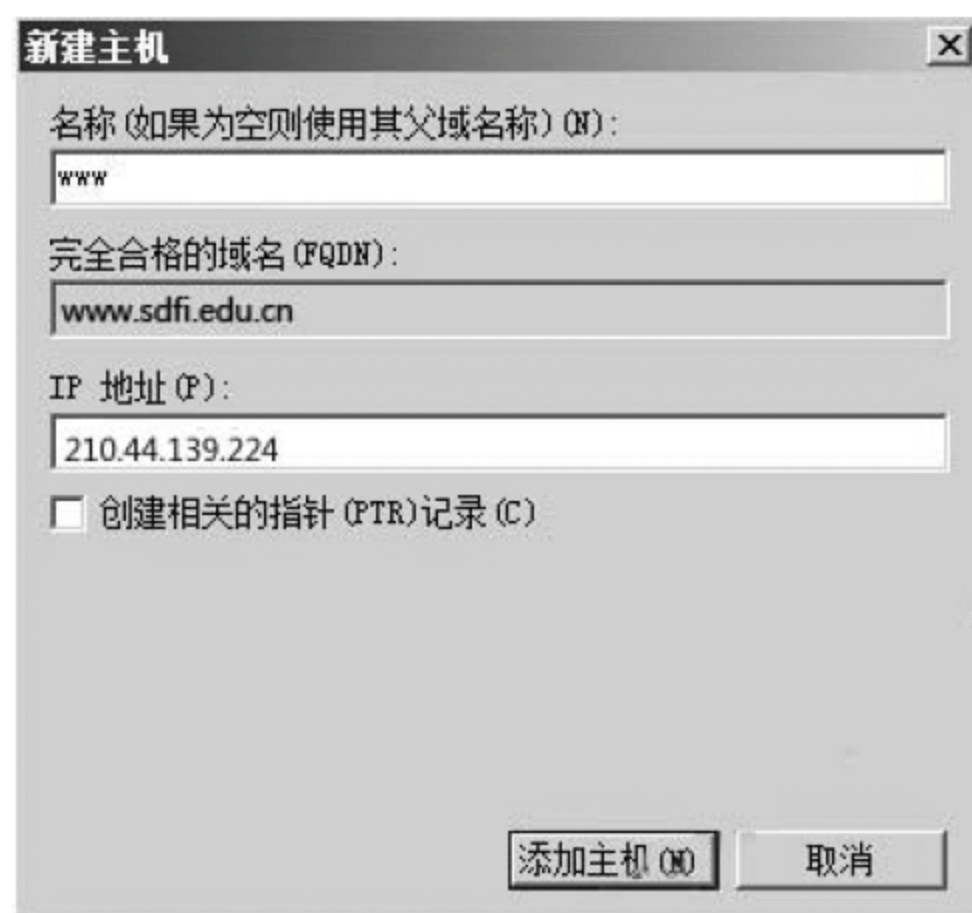 新建主机
名称(如果为空则使用其父域名称)(N):
www
完全合格的域名(FQDN):
www.sdfi.edu.cn
IP 地址(P):
210.44.139.224
创建相关的指针(PTR)记录(C)
添加主机(H) 取消